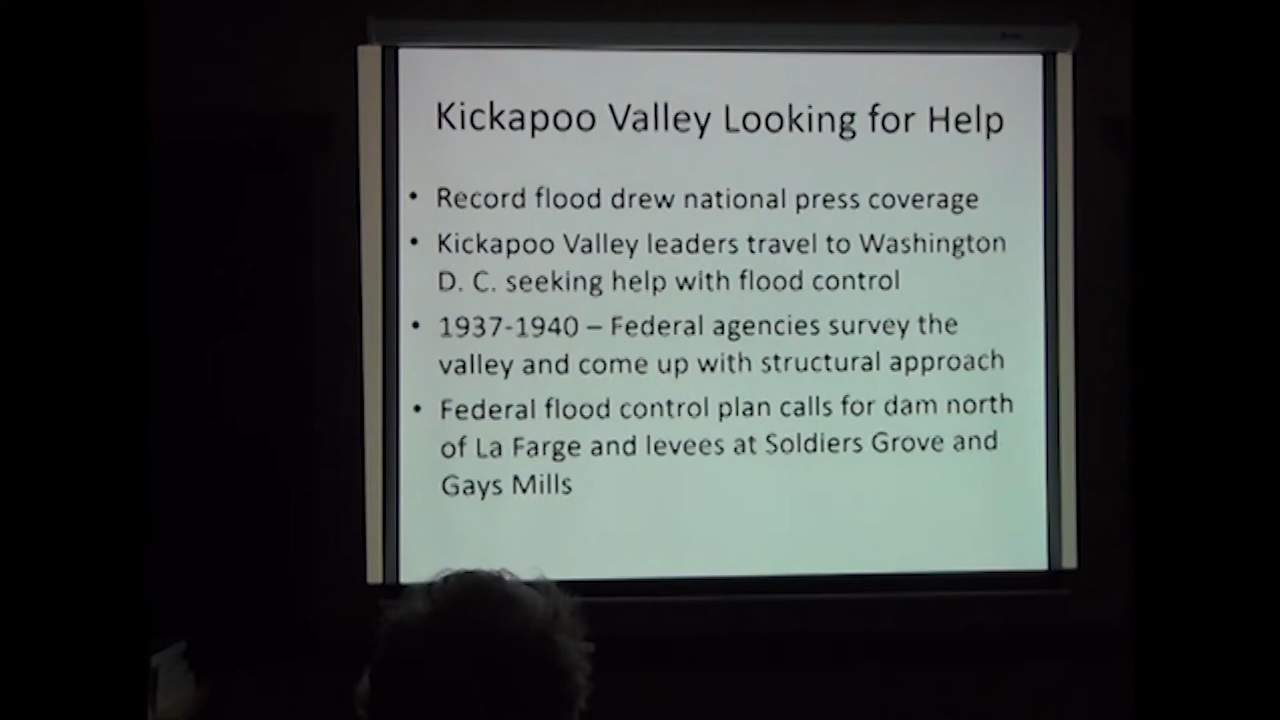 Kickapoo Valley Looking for Help
• Record flood drew national press coverage
• Kickapoo Valley leaders travel to Washington
D. C. seeking help with flood control
• 1937-1940 – Federal agencies survey the
valley and come up with structural approach
• Federal flood control plan calls for dam north
of La Farge and levees at Soldiers Grove and
Gays Mills